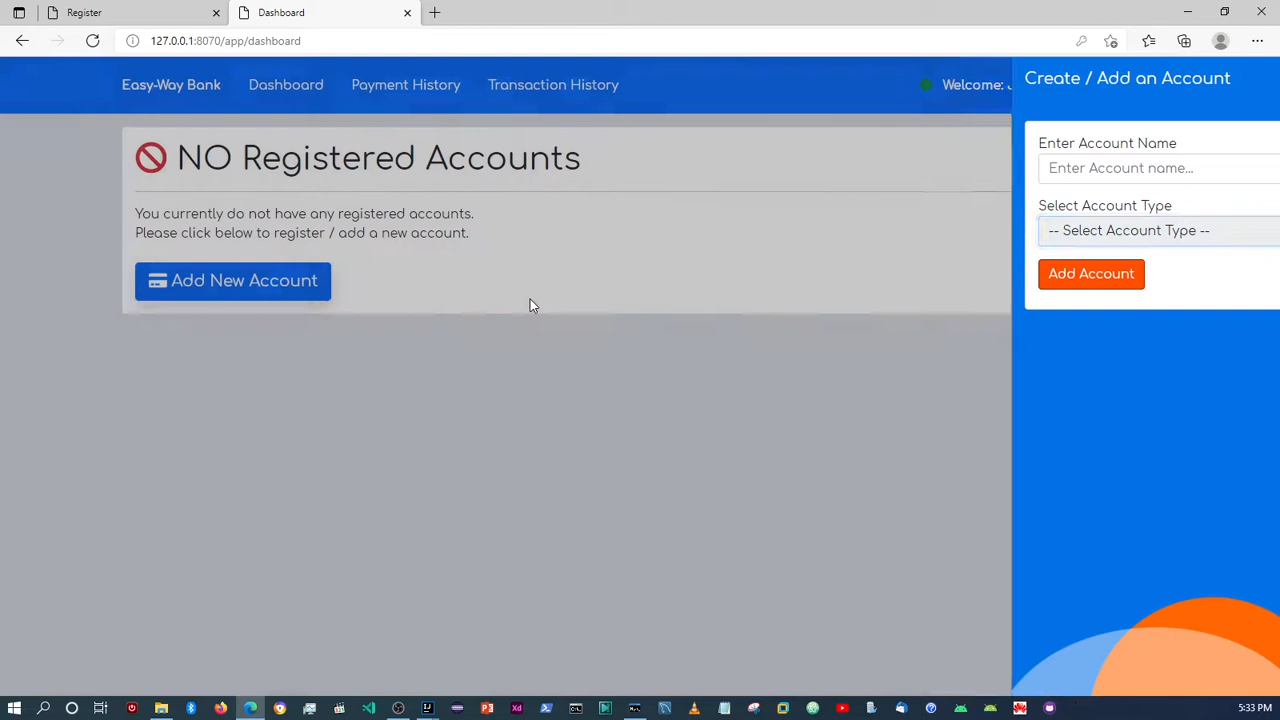 Register
Dashboard
127.0.0.1:8070/app/dashboard
Easy-Way Bank
Dashboard
Payment History
Transaction History
Welcome: J
Create / Add an Account
NO Registered Accounts
You currently do not have any registered accounts.
Please click below to register / add a new account.
Add New Account
Enter Account Name
Enter Account name...
Select Account Type
-- Select Account Type --
Add Account
5:33 PM